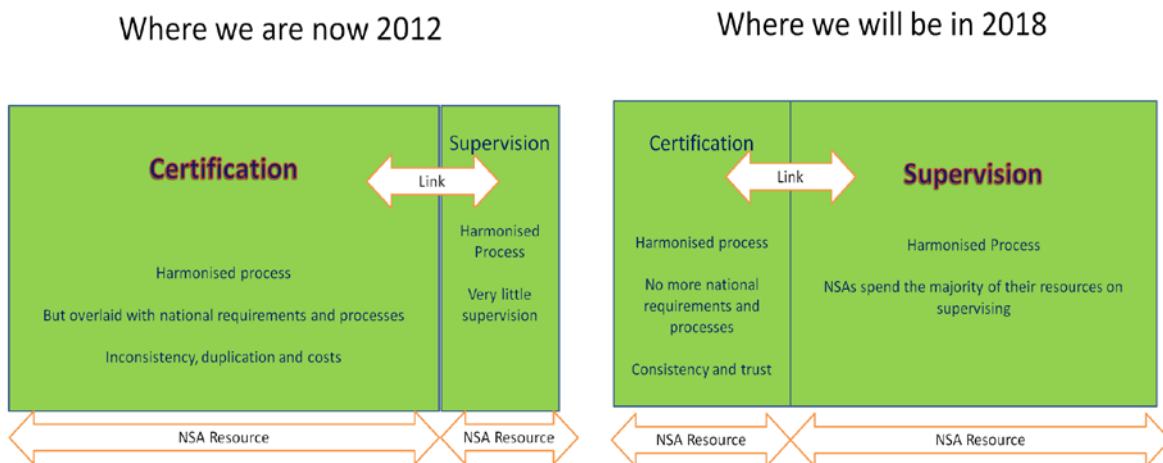 Where we are now 2012
Certification
Link
Supervision
Harmonised
Process
Very little
supervision
Harmonised process
But overlaid with national requirements and processes
Inconsistency, duplication and costs
NSA Resource
NSA Resource
Where we will be in 2018
Certification
Link
Supervision
Harmonised process
No more national
requirements and
processes
Consistency and trust
Harmonised Process
NSAs spend the majority of their resources on
supervising
NSA Resource
NSA Resource